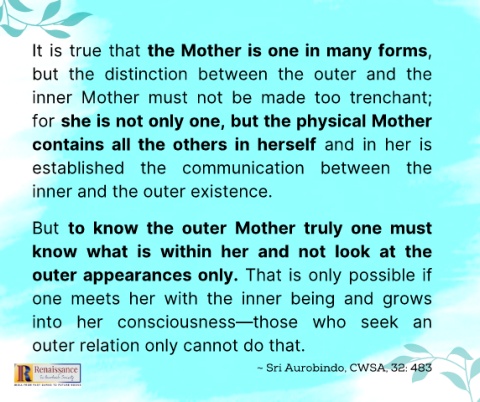 It is true that the Mother is one in many forms,
but the distinction between the outer and the
inner Mother must not be made too trenchant;
for she is not only one, but the physical Mother
contains all the others in herself and in her is
established the communication between the
inner and the outer existence.
But to know the outer Mother truly one must
know what is within her and not look at the
outer appearances only. That is only possible if
one meets her with the inner being and grows
into her consciousness—those who seek an
outer relation only cannot do that.
~ Sri Aurobindo, CWSA, 32: 483
Renaissance